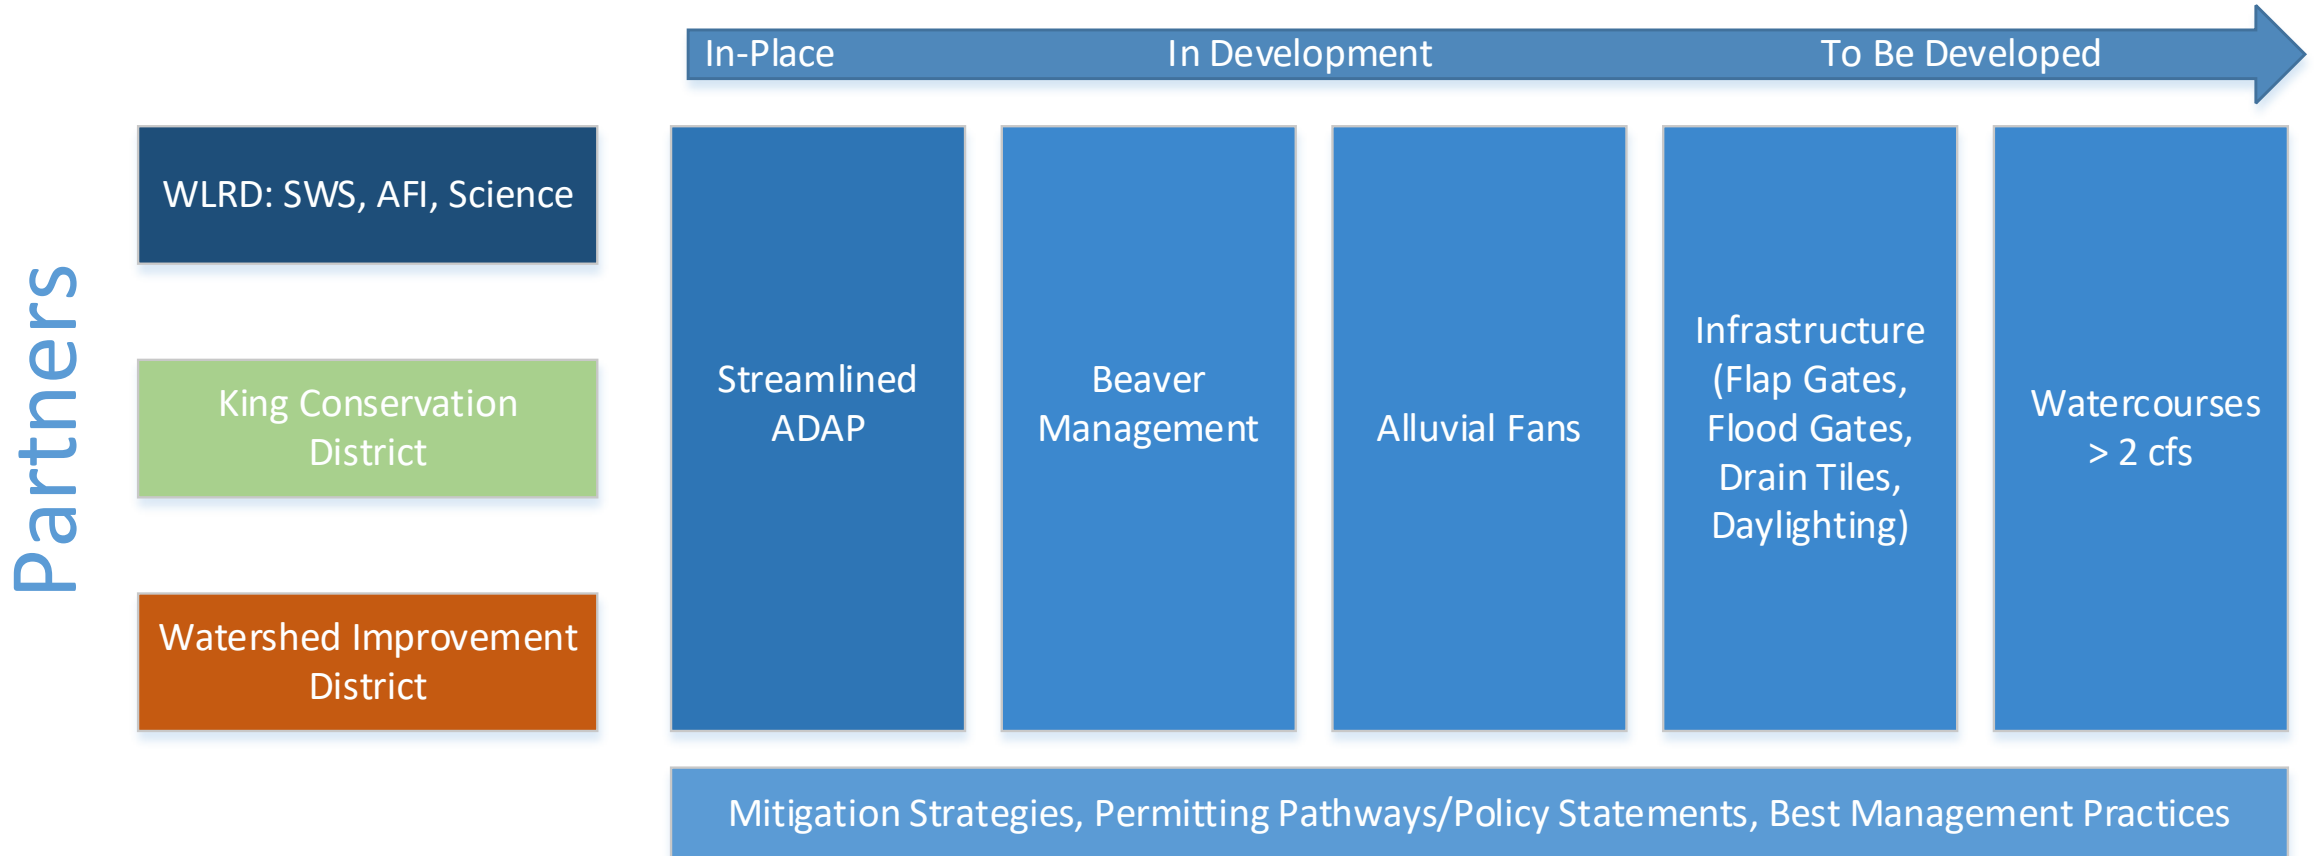 In-Place
In Development
To Be Developed
Partners
WLRD: SWS, AFI, Science
King Conservation
District
Watershed Improvement
District
Streamlined
ADAP
Beaver
Management
Alluvial Fans
Infrastructure
(Flap Gates,
Flood Gates,
Drain Tiles,
Daylighting)
Watercourses
> 2 cfs
Mitigation Strategies, Permitting Pathways/Policy Statements, Best Management Practices